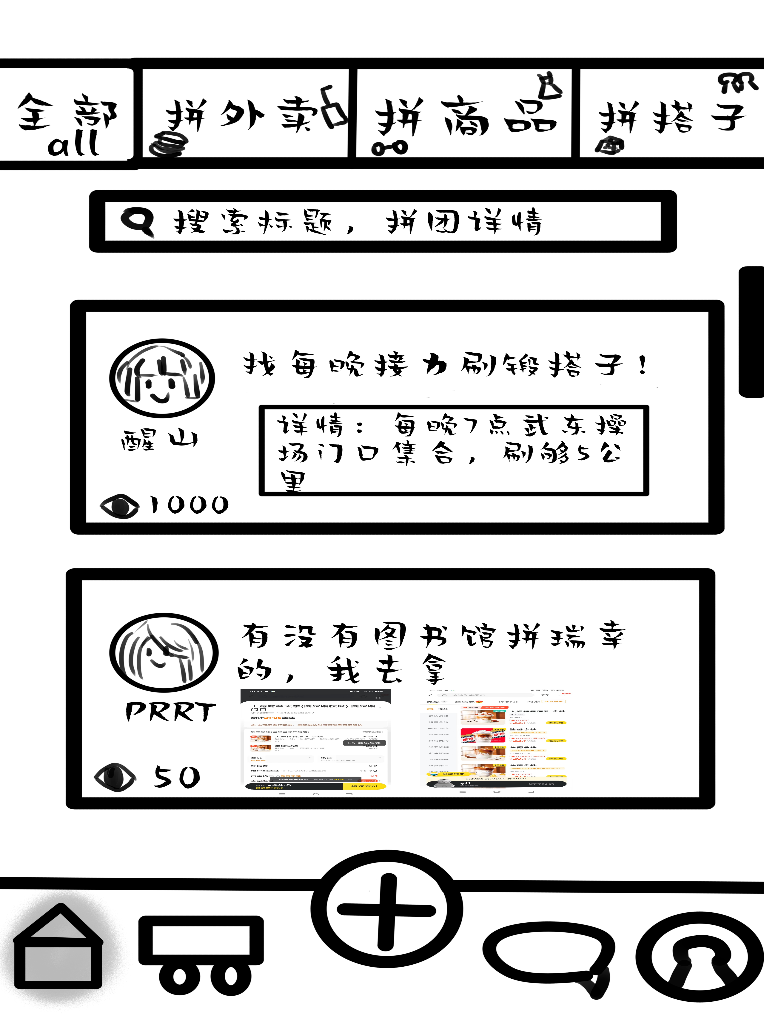 全部
all
拼外卖
拼商品
拼搭子
搜索标题，拼团详情
找每晚接力刷锻搭子！
醒山
详情：每晚7点武东操
场门口集合，刷够5公
里
1000
有没有图书馆拼瑞幸
的，我去拿
PRRT
50